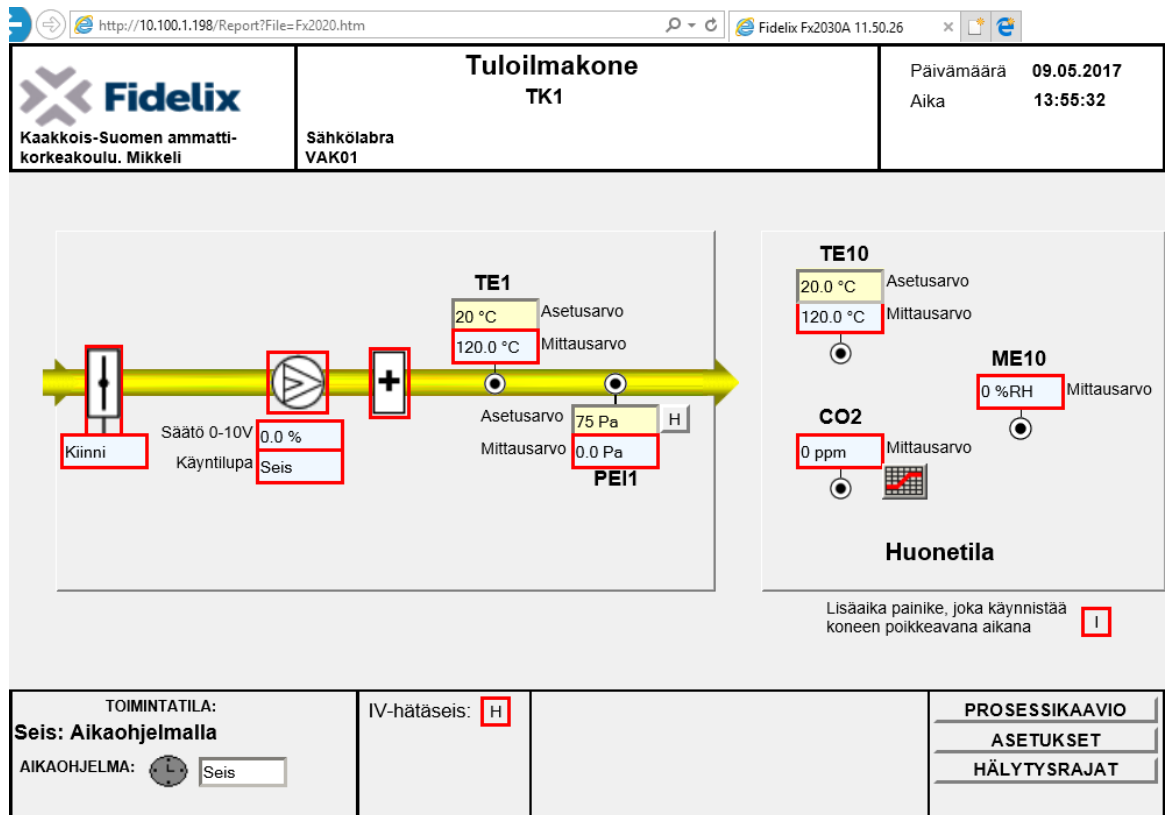 http://10.100.1.198/Report?File=Fx2020.htm
Fidelix Fx2030A 11.50.26
Fidelix
Kaakkois-Suomen ammatti-
korkeakoulu. Mikkeli
Tuloilmakone
TK1
Sähkölabra
VAK01
Päivämäärä 09.05.2017
Aika 13:55:32
TE1
20 °C Asetusarvo
120.0 °C Mittausarvo
Kiinni
Säätö 0-10V 0.0 %
Käyntilupa Seis
Asetusarvo 75 Pa H
Mittausarvo 0.0 Pa
PEI1
TE10
20.0 °C Asetusarvo
120.0 °C Mittausarvo
ME10
0 %RH Mittausarvo
CO2
0 ppm Mittausarvo
Huonetila
Lisäaika painike, joka käynnistää
koneen poikkeavana aikana
I
TOIMINTATILA:
Seis: Aikaohjelmalla
AIKAOHJELMA: Seis
IV-hätäseis: H
PROSESSIKAAVIO
ASETUKSET
HÄLYTYSRAJAT